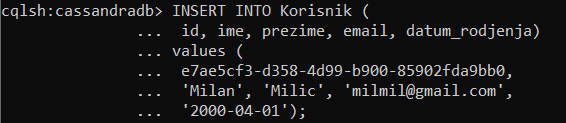 cqlsh:cassandradb> INSERT INTO Korisnik (
... id, ime, prezime, email, datum_rodjenja)
... values (
... e7ae5cf3-d358-4d99-b900-85902fda9bb0,
... 'Milan', 'Milic', 'milmil@gmail.com',
... '2000-04-01');